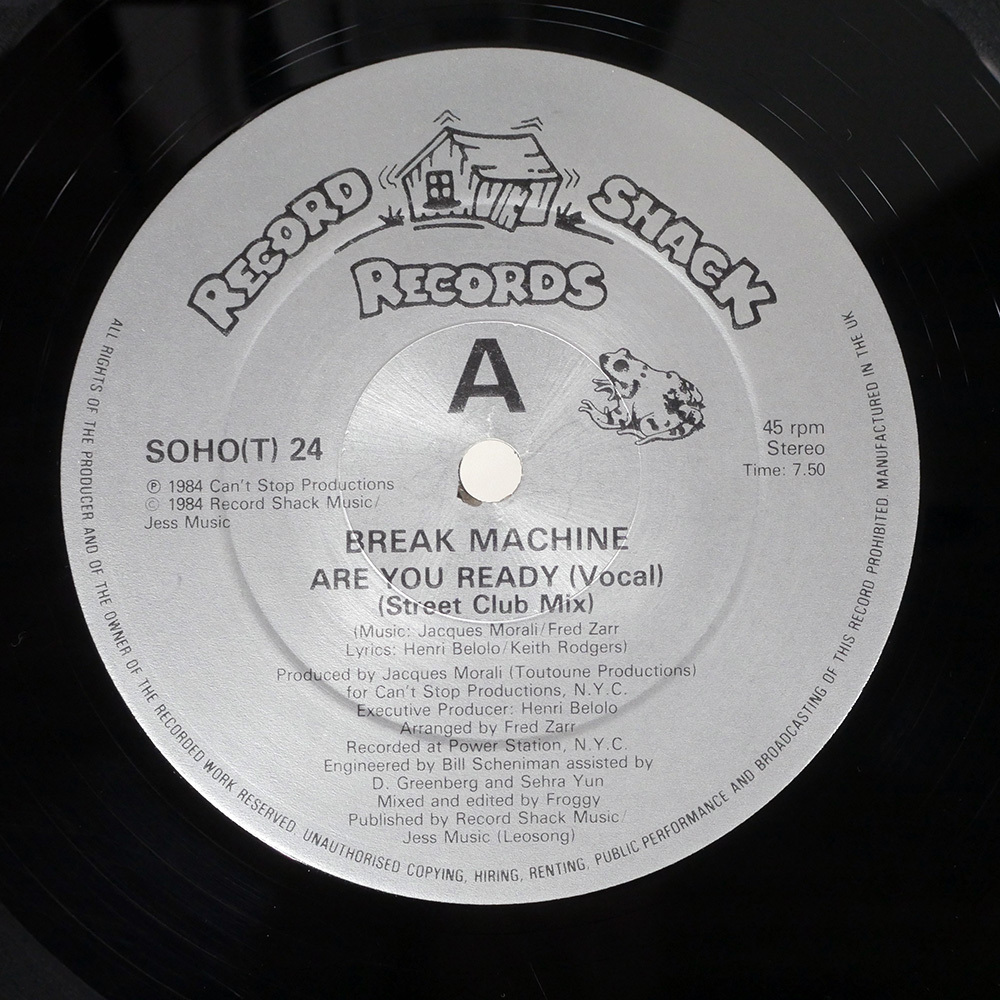 RECORD SHACK
RECORDS
A
SOHO(T) 24
℗ 1984 Can't Stop Productions
© 1984 Record Shack Music/
Jess Music
45 rpm
Stereo
Time: 7.50
BREAK MACHINE
ARE YOU READY (Vocal)
(Street Club Mix)
(Music: Jacques Morali/Fred Zarr
Lyrics: Henri Belolo/Keith Rodgers)
Produced by Jacques Morali (Toutoune Productions)
for Can't Stop Productions, N.Y.C.
Executive Producer: Henri Belolo
Arranged by Fred Zarr
Recorded at Power Station, N.Y.C.
Engineered by Bill Scheniman assisted by
D. Greenberg and Sehra Yun
Mixed and edited by Froggy
Published by Record Shack Music/
Jess Music (Leosong)
ALL RIGHTS OF THE PRODUCER AND OF THE OWNER OF THE RECORDED WORK RESERVED. UNAUTHORISED COPYING, HIRING, RENTING, PUBLIC PERFORMANCE AND BROADCASTING OF THIS RECORD PROHIBITED MANUFACTURED IN THE UK